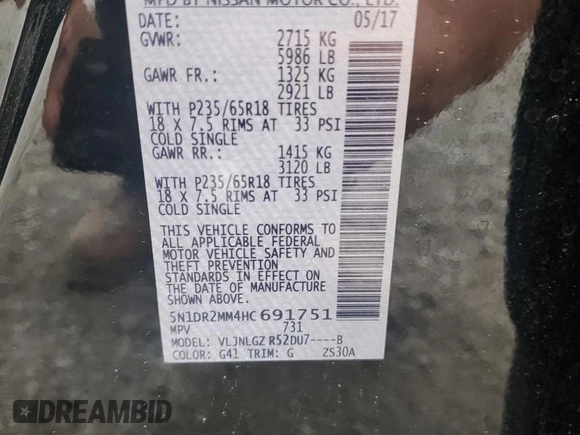 MFD BY NISSAN MOTOR CO., LTD.
DATE: 05/17
GVWR: 2715 KG
5986 LB
GAWR FR.: 1325 KG
2921 LB
WITH P235/65R18 TIRES
18 X 7.5 RIMS AT 33 PSI
COLD SINGLE
GAWR RR.: 1415 KG
3120 LB
WITH P235/65R18 TIRES
18 X 7.5 RIMS AT 33 PSI
COLD SINGLE
THIS VEHICLE CONFORMS TO
ALL APPLICABLE FEDERAL
MOTOR VEHICLE SAFETY AND
THEFT PREVENTION
STANDARDS IN EFFECT ON
THE DATE OF MANUFACTURE
SHOWN ABOVE.
5N1DR2MM4HC691751
MPV 731
MODEL: VLJNLGZ R52DU7----B
COLOR: G41 TRIM: G ZS30A
DREAMBID